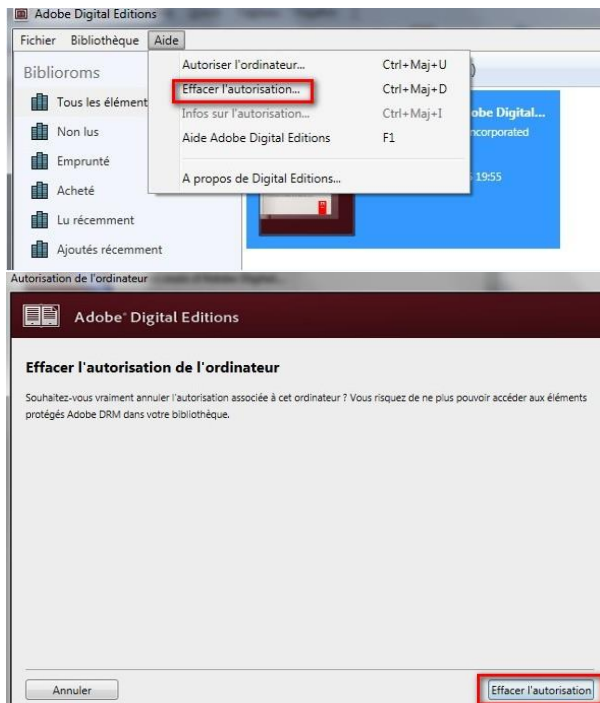 Adobe Digital Editions
Fichier Bibliothèque Aide
Biblioroms
Tous les élément
Non lus
Emprunté
Acheté
Lu récemment
Ajoutés récemment
Autoriser l'ordinateur... Ctrl+Maj+U
Effacer l'autorisation... Ctrl+Maj+D
Infos sur l'autorisation... Ctrl+Maj+I
Aide Adobe Digital Editions F1
A propos de Digital Editions...
obe Digital...
ncorporated
19:55
Autorisation de l'ordinateur
Adobe® Digital Editions
Effacer l'autorisation de l'ordinateur
Souhaitez-vous vraiment annuler l'autorisation associée à cet ordinateur ? Vous risquez de ne plus pouvoir accéder aux éléments
protégés Adobe DRM dans votre bibliothèque.
Annuler Effacer l'autorisation